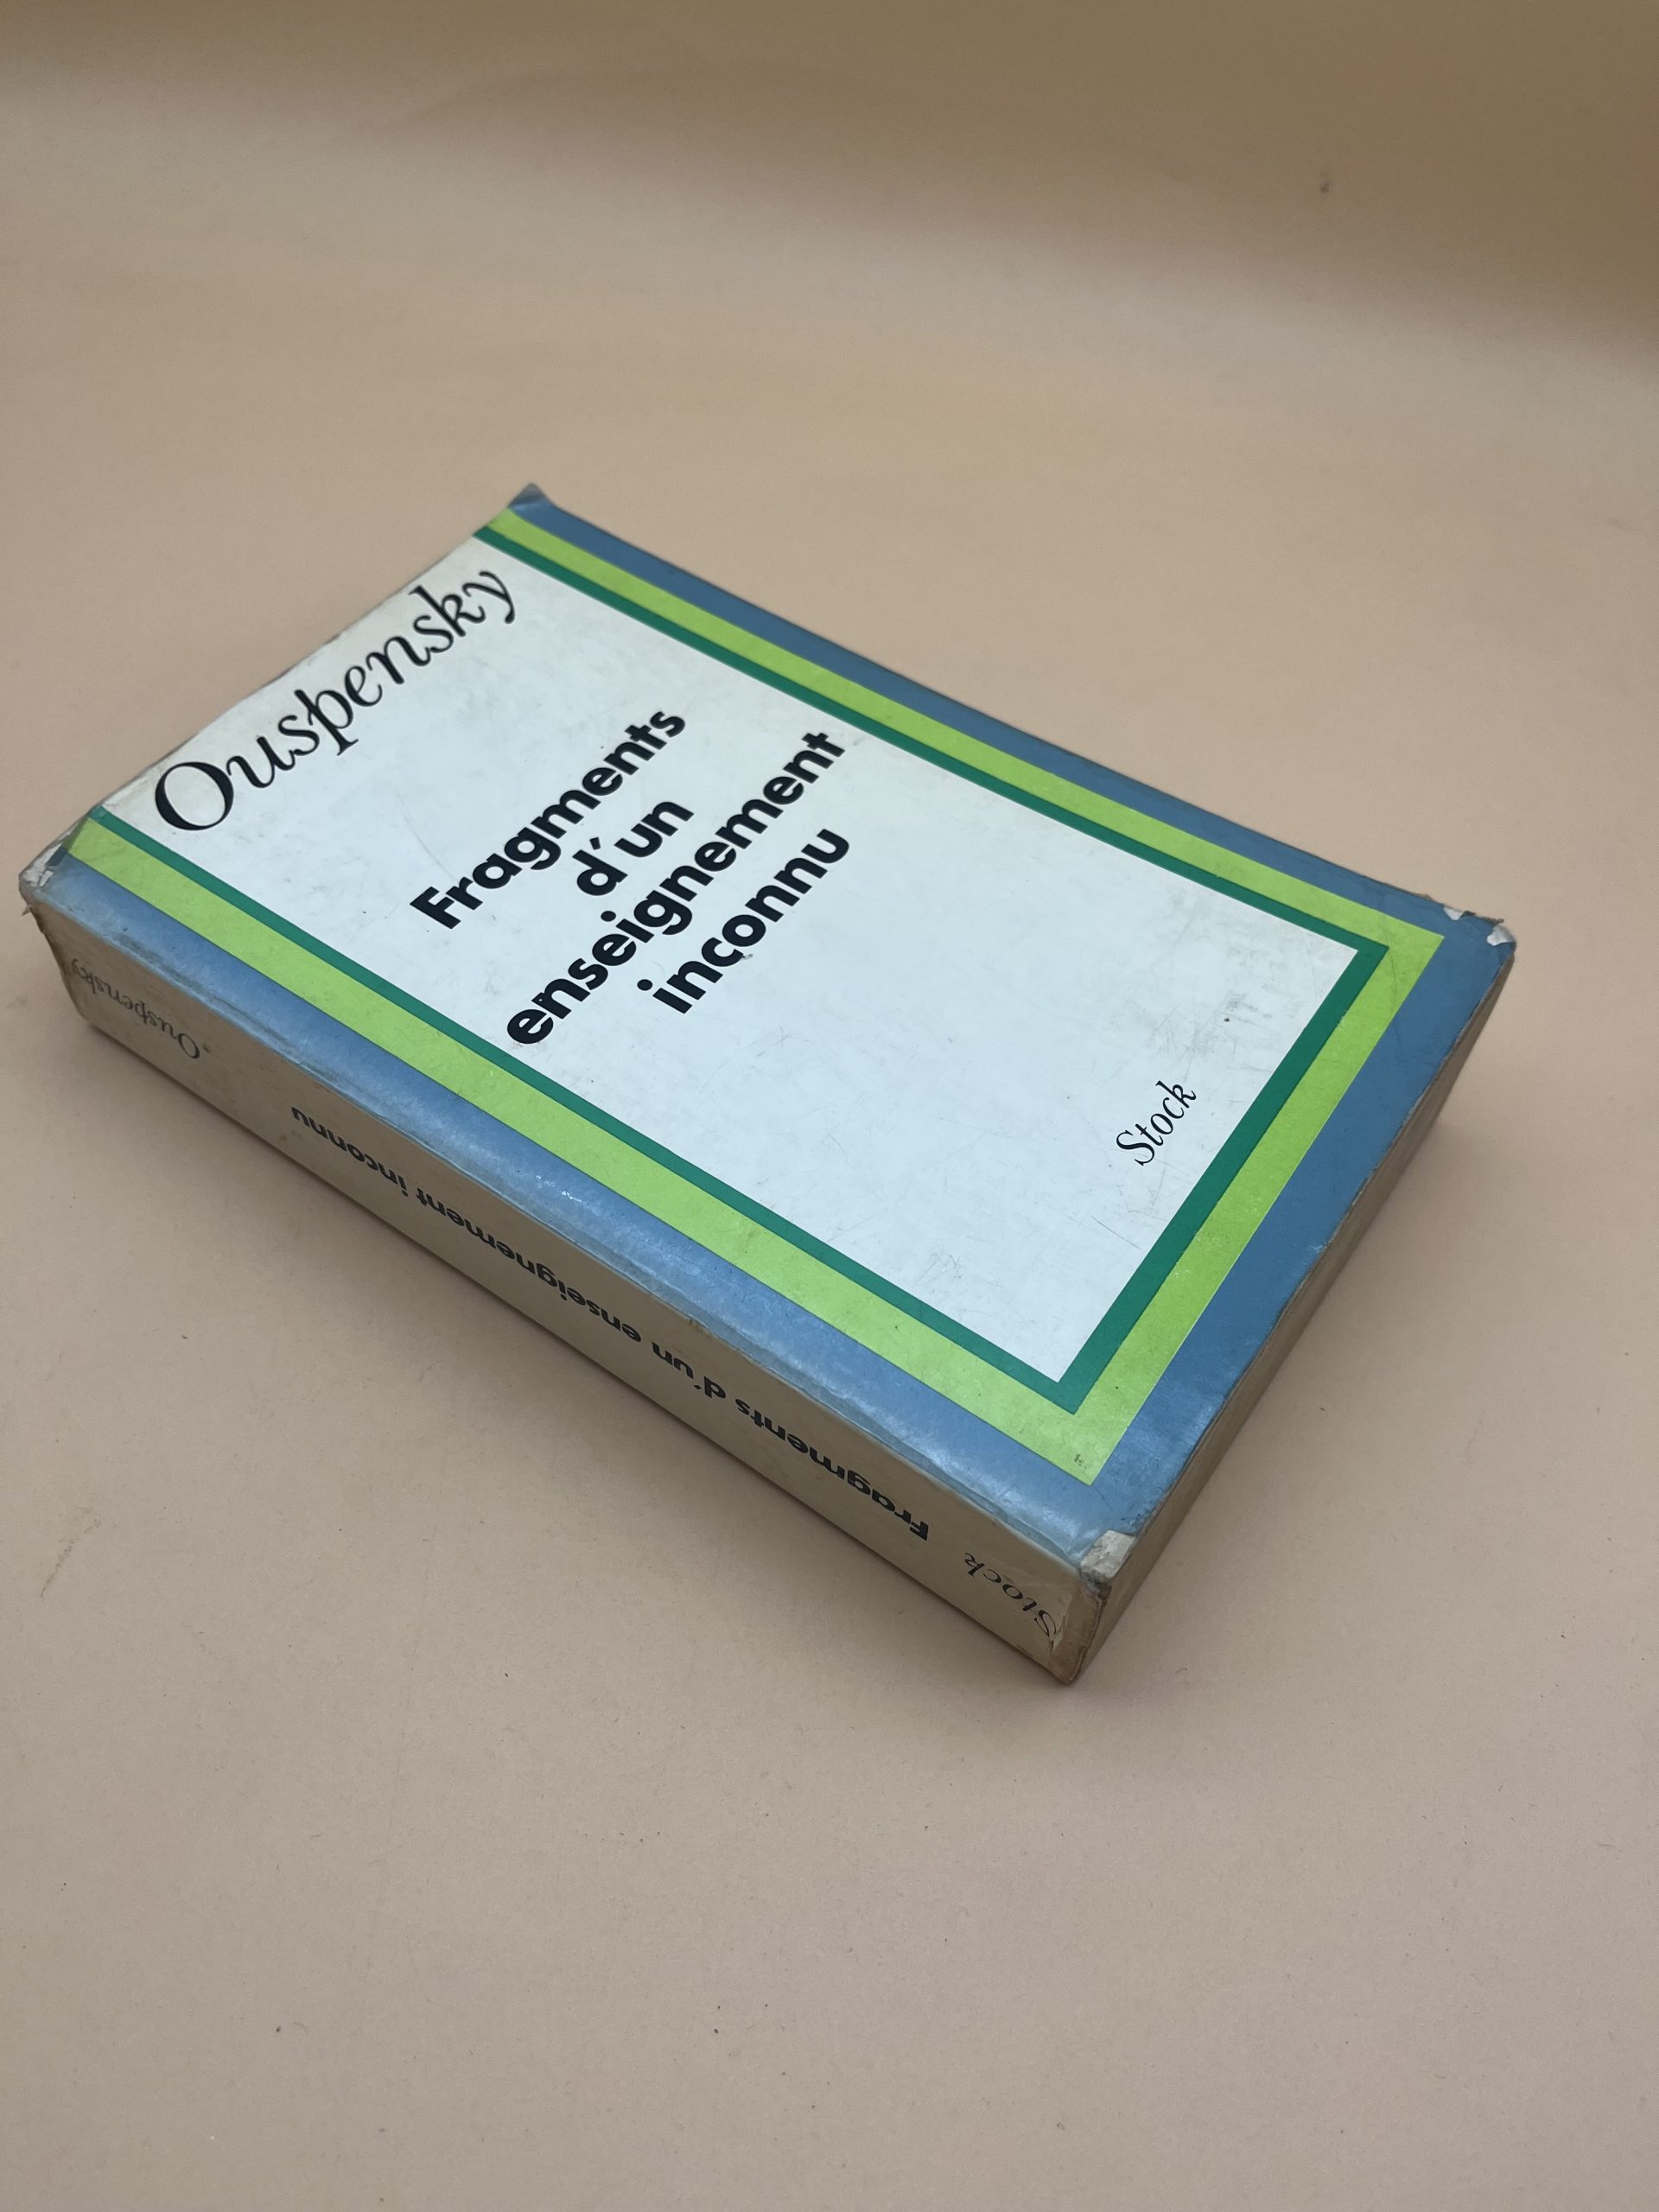 Ouspensky
Fragments
d'un
enseignement
inconnu
Stock
Stock Fragments d'un enseignement inconnu Ouspensky